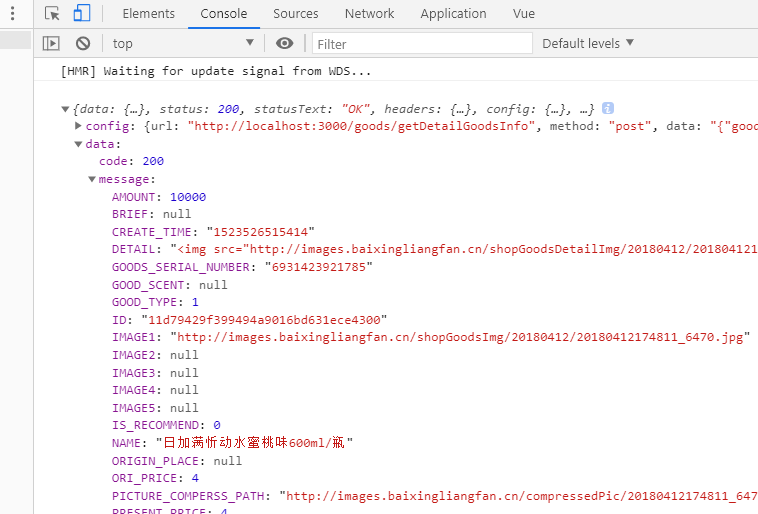 Elements Console Sources Network Application Vue
top Filter Default levels
[HMR] Waiting for update signal from WDS...
{data: {…}, status: 200, statusText: "OK", headers: {…}, config: {…}, …}
config: {url: "http://localhost:3000/goods/getDetailGoodsInfo", method: "post", data: "{"goo
data:
code: 200
message:
AMOUNT: 10000
BRIEF: null
CREATE_TIME: "1523526515414"
DETAIL: "<img src="http://images.baixingliangfan.cn/shopGoodsDetailImg/20180412/201804121
GOODS_SERIAL_NUMBER: "6931423921785"
GOOD_SCENT: null
GOOD_TYPE: 1
ID: "11d79429f399494a9016bd631ece4300"
IMAGE1: "http://images.baixingliangfan.cn/shopGoodsImg/20180412/20180412174811_6470.jpg"
IMAGE2: null
IMAGE3: null
IMAGE4: null
IMAGE5: null
IS_RECOMMEND: 0
NAME: "日加满忻动水蜜桃味600ml/瓶"
ORIGIN_PLACE: null
ORI_PRICE: 4
PICTURE_COMPERSS_PATH: "http://images.baixingliangfan.cn/compressedPic/20180412174811_647
PRESENT_PRICE: 4